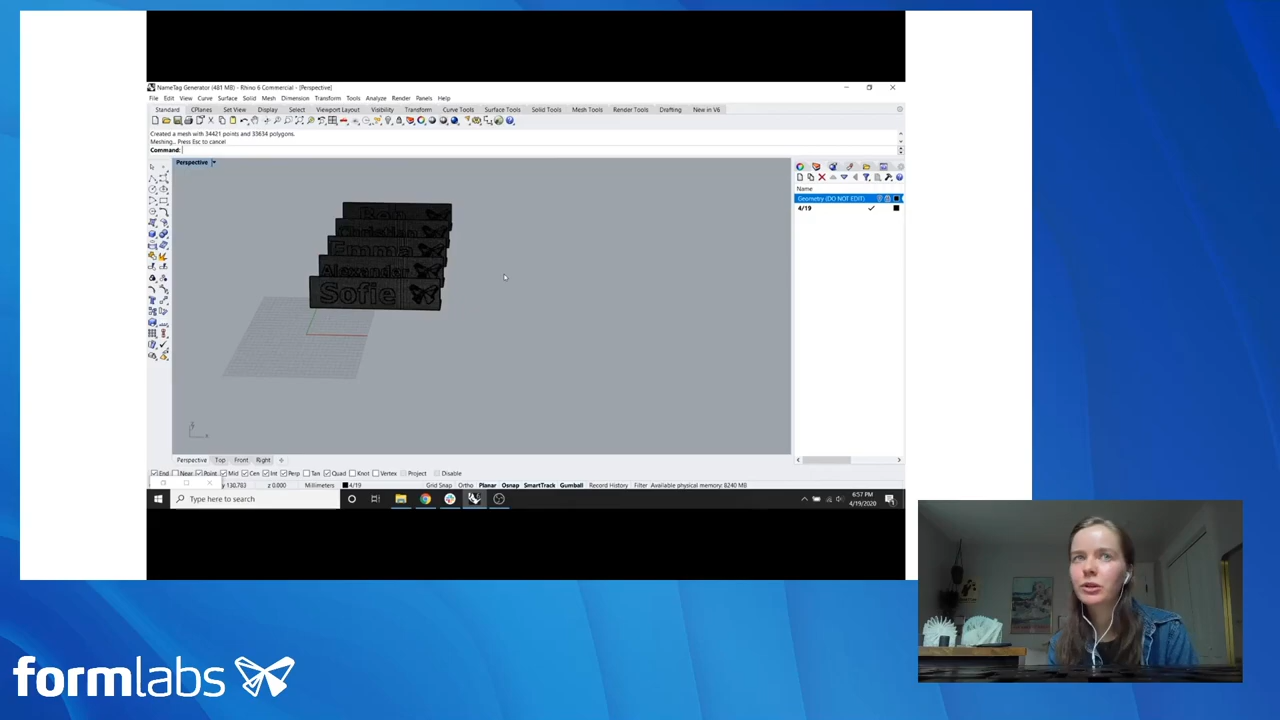 NameTag Generator (481 MB) - Rhino 6 Commercial - [Perspective]
File Edit View Curve Surface Solid Mesh Dimension Transform Tools Analyze Render Panels Help
Standard CPlanes Set View Display Select Viewport Layout Visibility Transform Curve Tools Surface Tools Solid Tools Mesh Tools Render Tools Drafting New in V6
Created a mesh with 34421 points and 33634 polygons.
Meshing... Press Esc to cancel
Command:
Perspective
Name
Geometry (DO NOT EDIT)
4/19
Rob
Christian
Emma
Alexander
Sofie
Perspective Top Front Right
End Near Point Mid Cen Int Perp Tan Quad Knot Vertex Project Disable
y 130.783 z 0.000 Millimeters 4/19 Grid Snap Ortho Planar Osnap SmartTrack Gumball Record History Filter Available physical memory: 8240 MB
Type here to search
6:57 PM
4/19/2020
formlabs